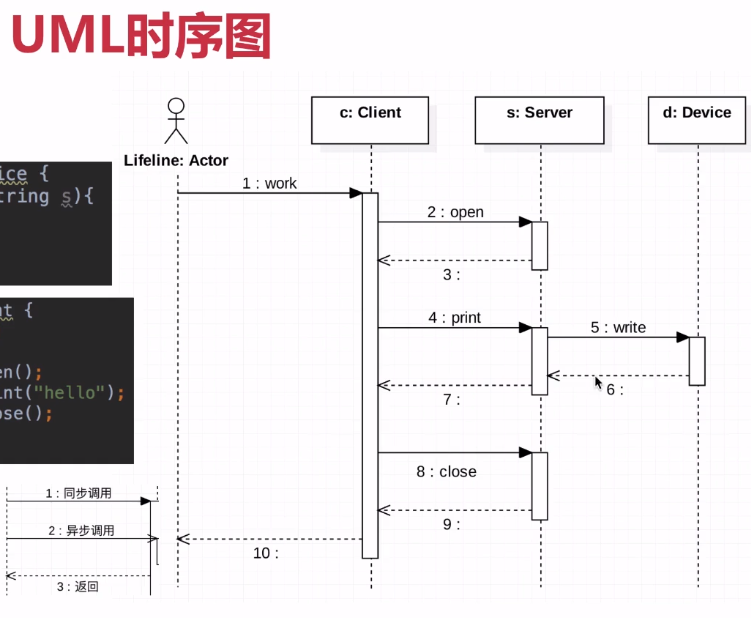 UML时序图
c: Client
s: Server
d: Device
Lifeline: Actor
1 : work
2 : open
3 :
4 : print
5 : write
6 :
7 :
8 : close
9 :
10 :
ice {
tring s){
nt {
en();
int("hello");
ose();
1 : 同步调用
2 : 异步调用
3 : 返回